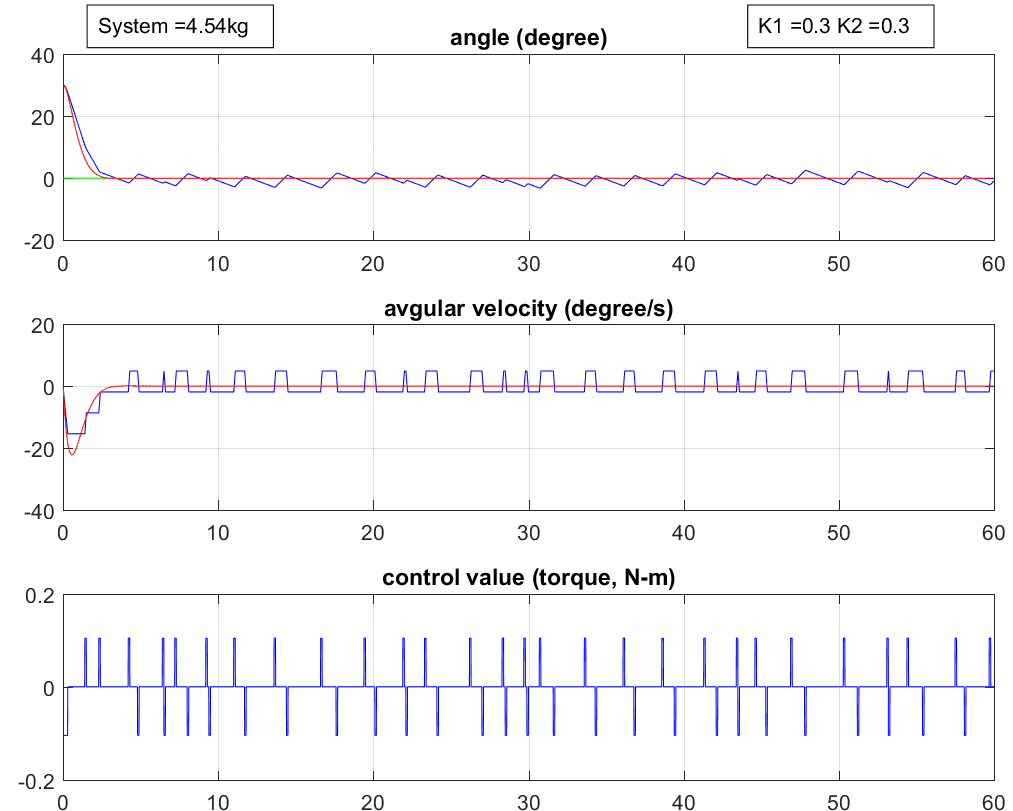 System =4.54kg
K1 =0.3 K2 =0.3
angle (degree)
40
20
0
-20
0 10 20 30 40 50 60
avgular velocity (degree/s)
20
0
-20
-40
0 10 20 30 40 50 60
control value (torque, N-m)
0.2
0
-0.2
0 10 20 30 40 50 60